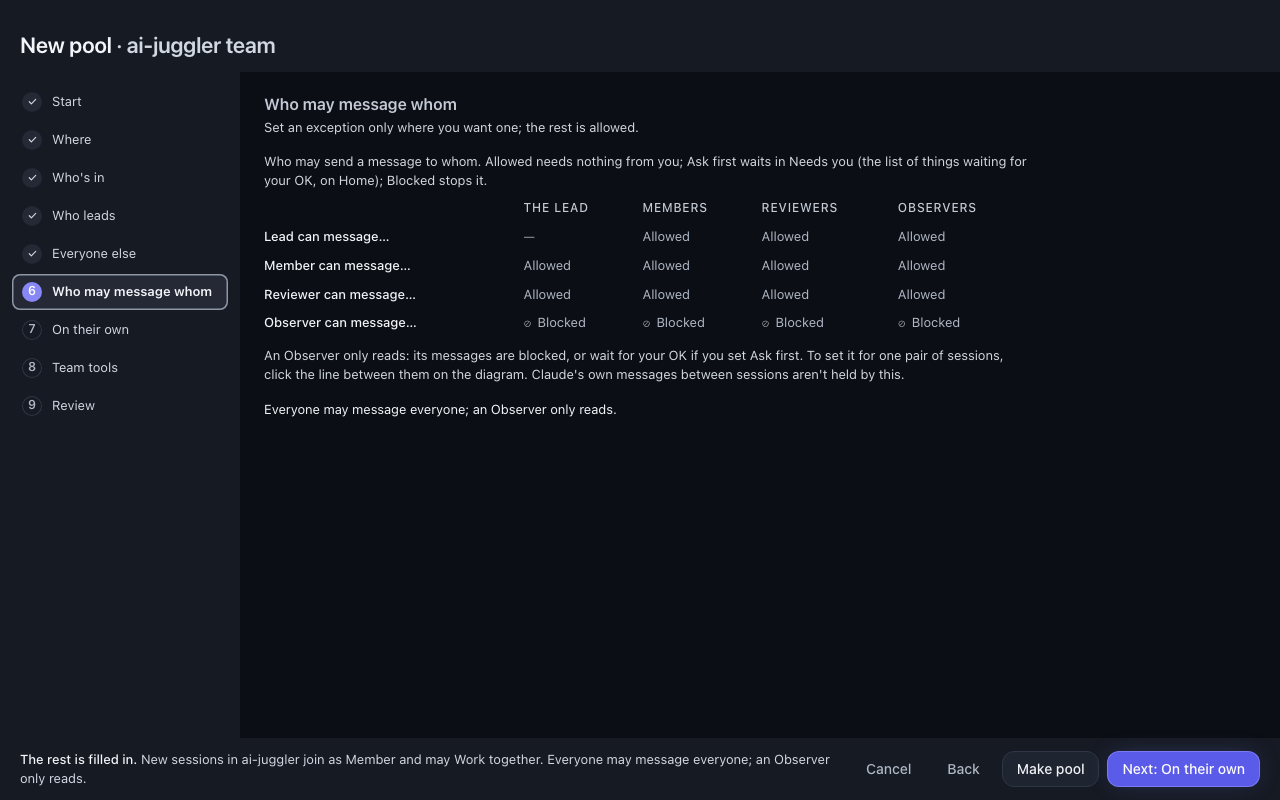 New pool · ai-juggler team
Start
Where
Who's in
Who leads
Everyone else
6 Who may message whom
7 On their own
8 Team tools
9 Review
Who may message whom
Set an exception only where you want one; the rest is allowed.
Who may send a message to whom. Allowed needs nothing from you; Ask first waits in Needs you (the list of things waiting for
your OK, on Home); Blocked stops it.
THE LEAD MEMBERS REVIEWERS OBSERVERS
Lead can message... — Allowed Allowed Allowed
Member can message... Allowed Allowed Allowed Allowed
Reviewer can message... Allowed Allowed Allowed Allowed
Observer can message... ⊘ Blocked ⊘ Blocked ⊘ Blocked ⊘ Blocked
An Observer only reads: its messages are blocked, or wait for your OK if you set Ask first. To set it for one pair of sessions,
click the line between them on the diagram. Claude's own messages between sessions aren't held by this.
Everyone may message everyone; an Observer only reads.
The rest is filled in. New sessions in ai-juggler join as Member and may Work together. Everyone may message everyone; an Observer
only reads.
Cancel Back Make pool Next: On their own